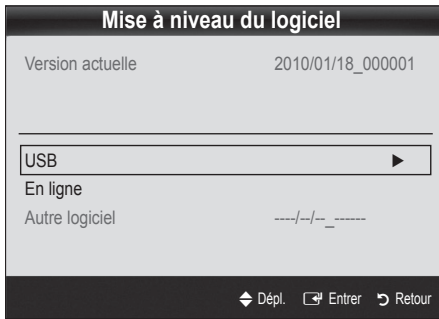 Mise à niveau du logiciel
Version actuelle 2010/01/18_000001
USB ►
En ligne
Autre logiciel ----/--/--_------
Dépl. Entrer Retour